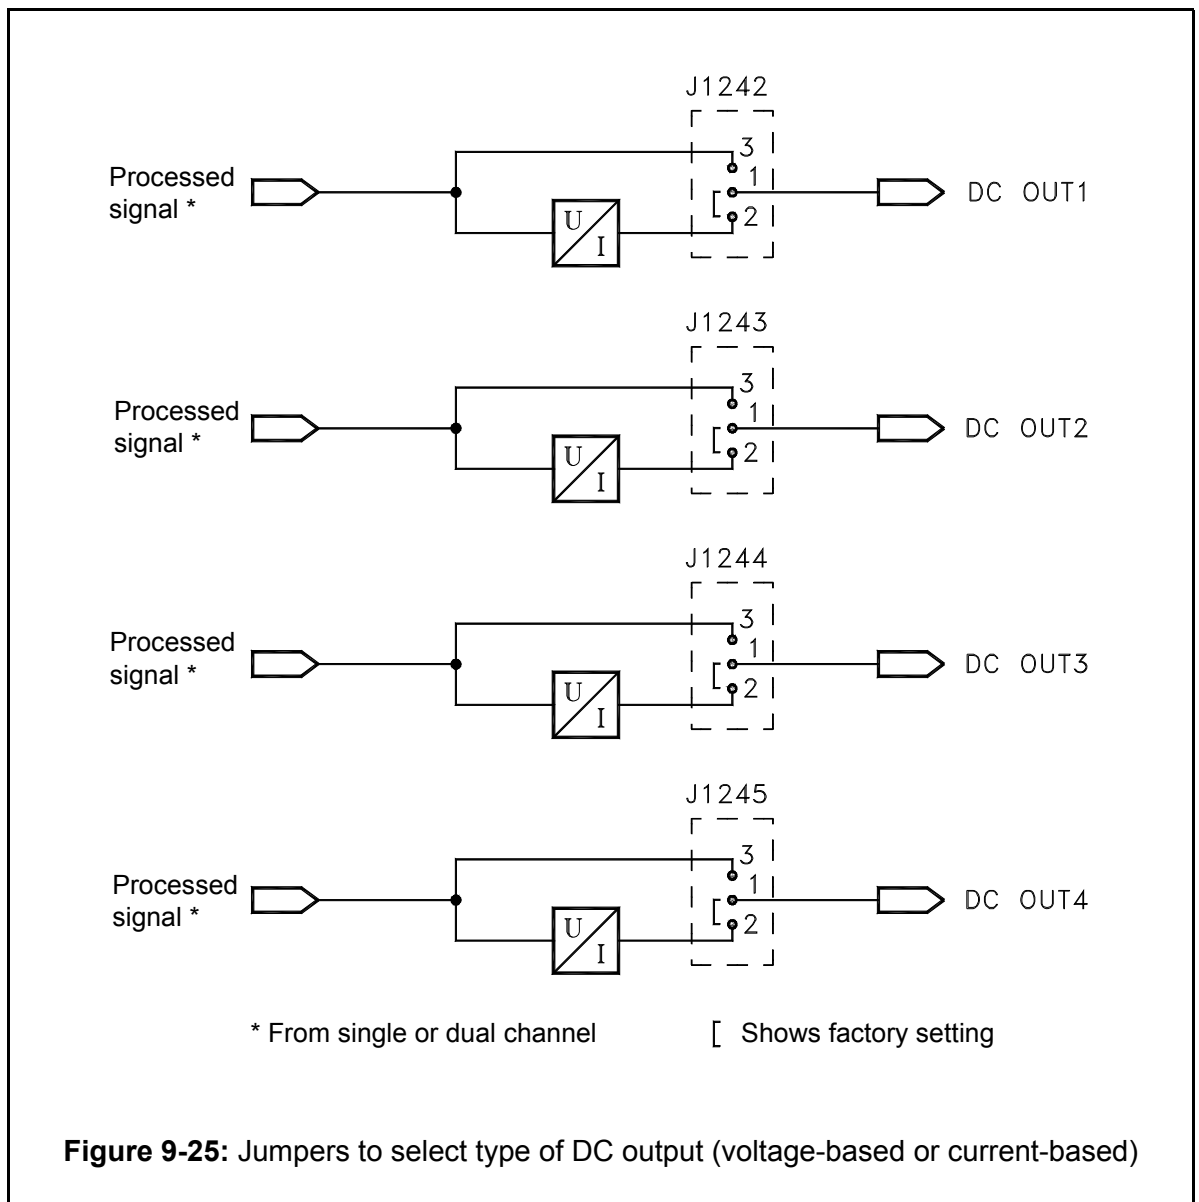 J1242
3
Processed
signal *
1
DC OUT1
2
U
I
J1243
3
Processed
signal *
1
DC OUT2
2
U
I
J1244
3
Processed
signal *
1
DC OUT3
2
U
I
J1245
3
Processed
signal *
1
DC OUT4
2
U
I
* From single or dual channel
[ Shows factory setting
Figure 9-25: Jumpers to select type of DC output (voltage-based or current-based)